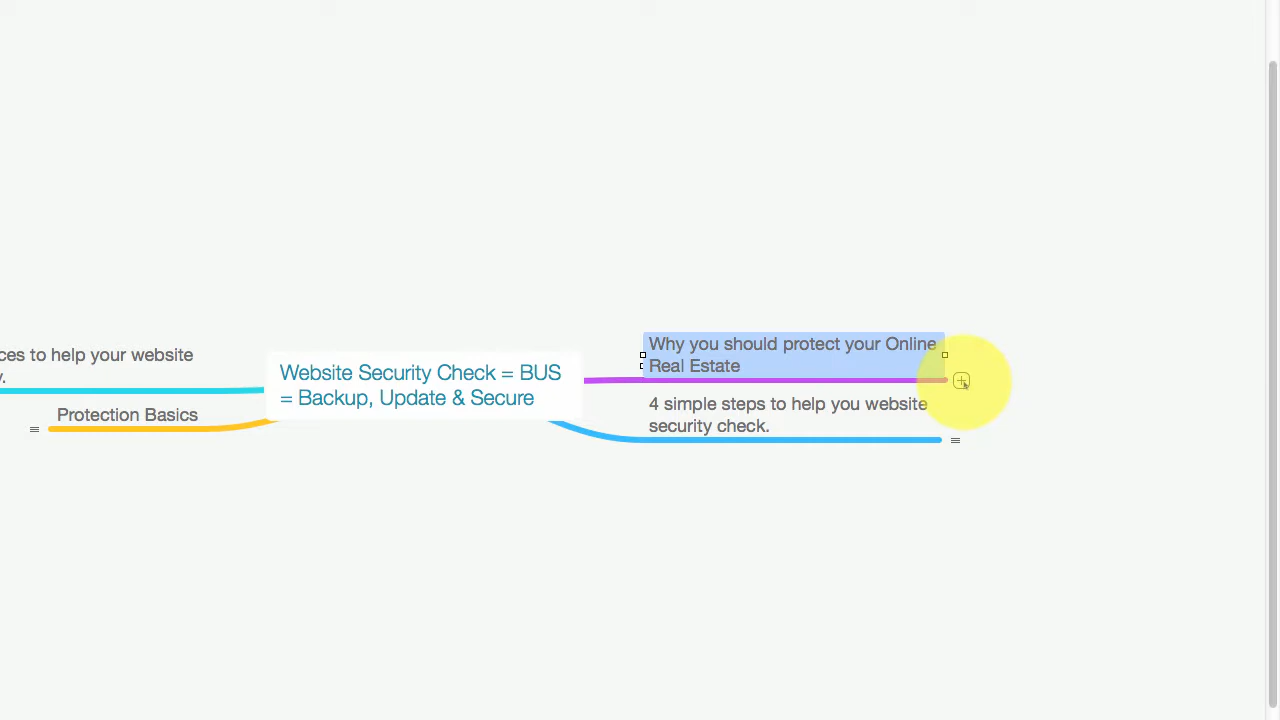 ces to help your website
y.
Protection Basics
Website Security Check = BUS
= Backup, Update & Secure
Why you should protect your Online
Real Estate
4 simple steps to help you website
security check.